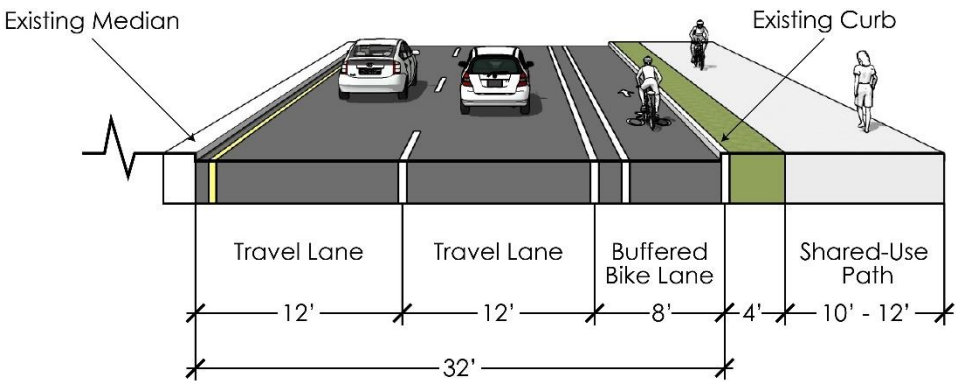 Existing Median
Existing Curb
Travel Lane
Travel Lane
Buffered
Bike Lane
Shared-Use
Path
12’
12’
8’
4’
10’ - 12’
32’